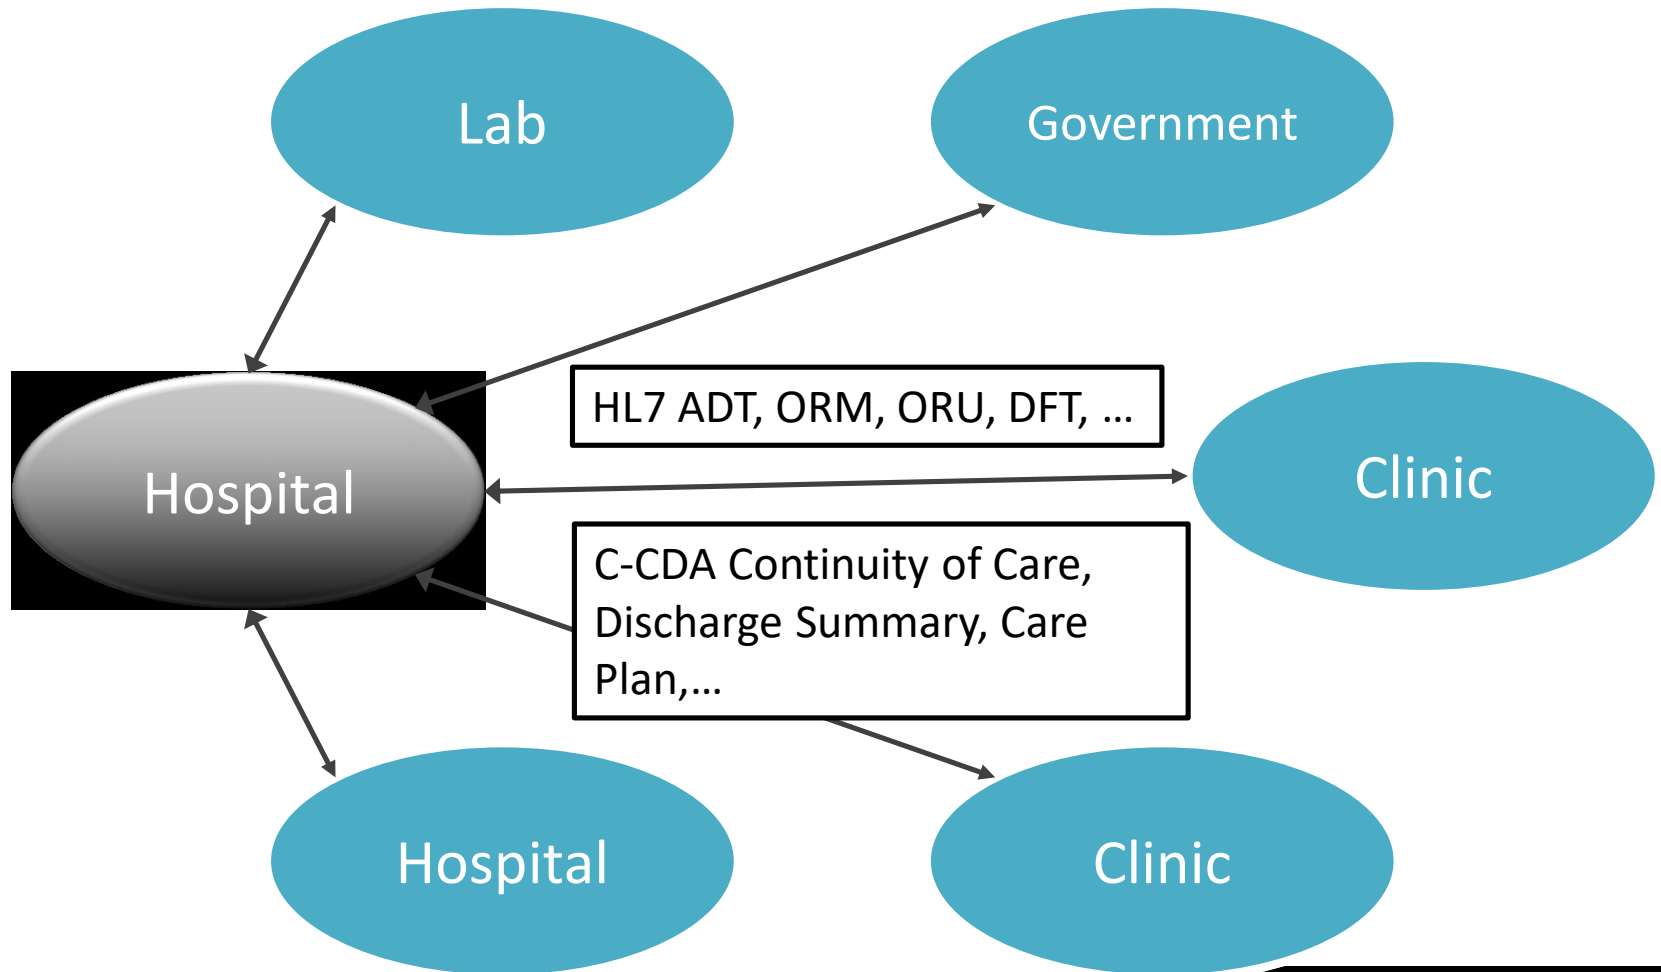 Lab
Government
HL7 ADT, ORM, ORU, DFT, …
Hospital
Clinic
C-CDA Continuity of Care,
Discharge Summary, Care
Plan,…
Hospital
Clinic